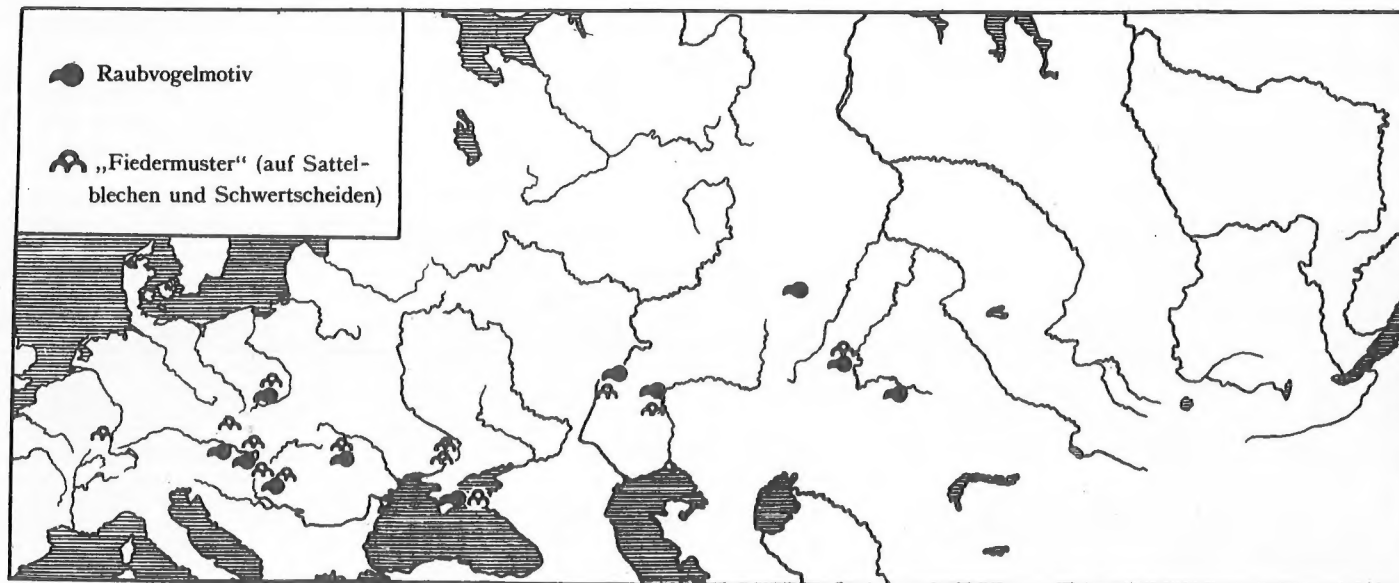 Raubvogelmotiv
„Fiedermuster“ (auf Sattel-
blechen und Schwertscheiden)